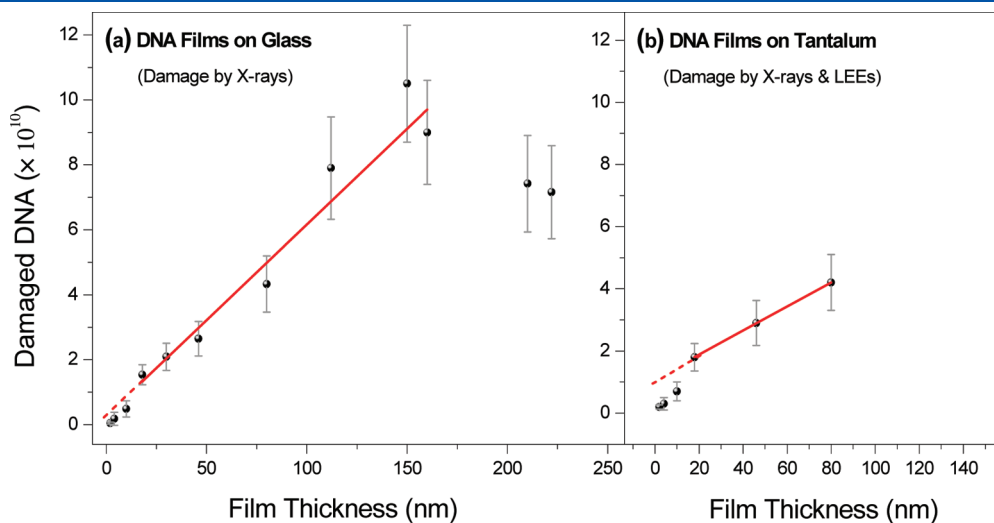 (a) DNA Films on Glass
(Damage by X-rays)
(b) DNA Films on Tantalum
(Damage by X-rays & LEEs)
Damaged DNA (× 10¹⁰)
12
10
8
6
4
2
0
12
10
8
6
4
2
0
0 50 100 150 200 250
0 20 40 60 80 100 120 140
Film Thickness (nm)
Film Thickness (nm)